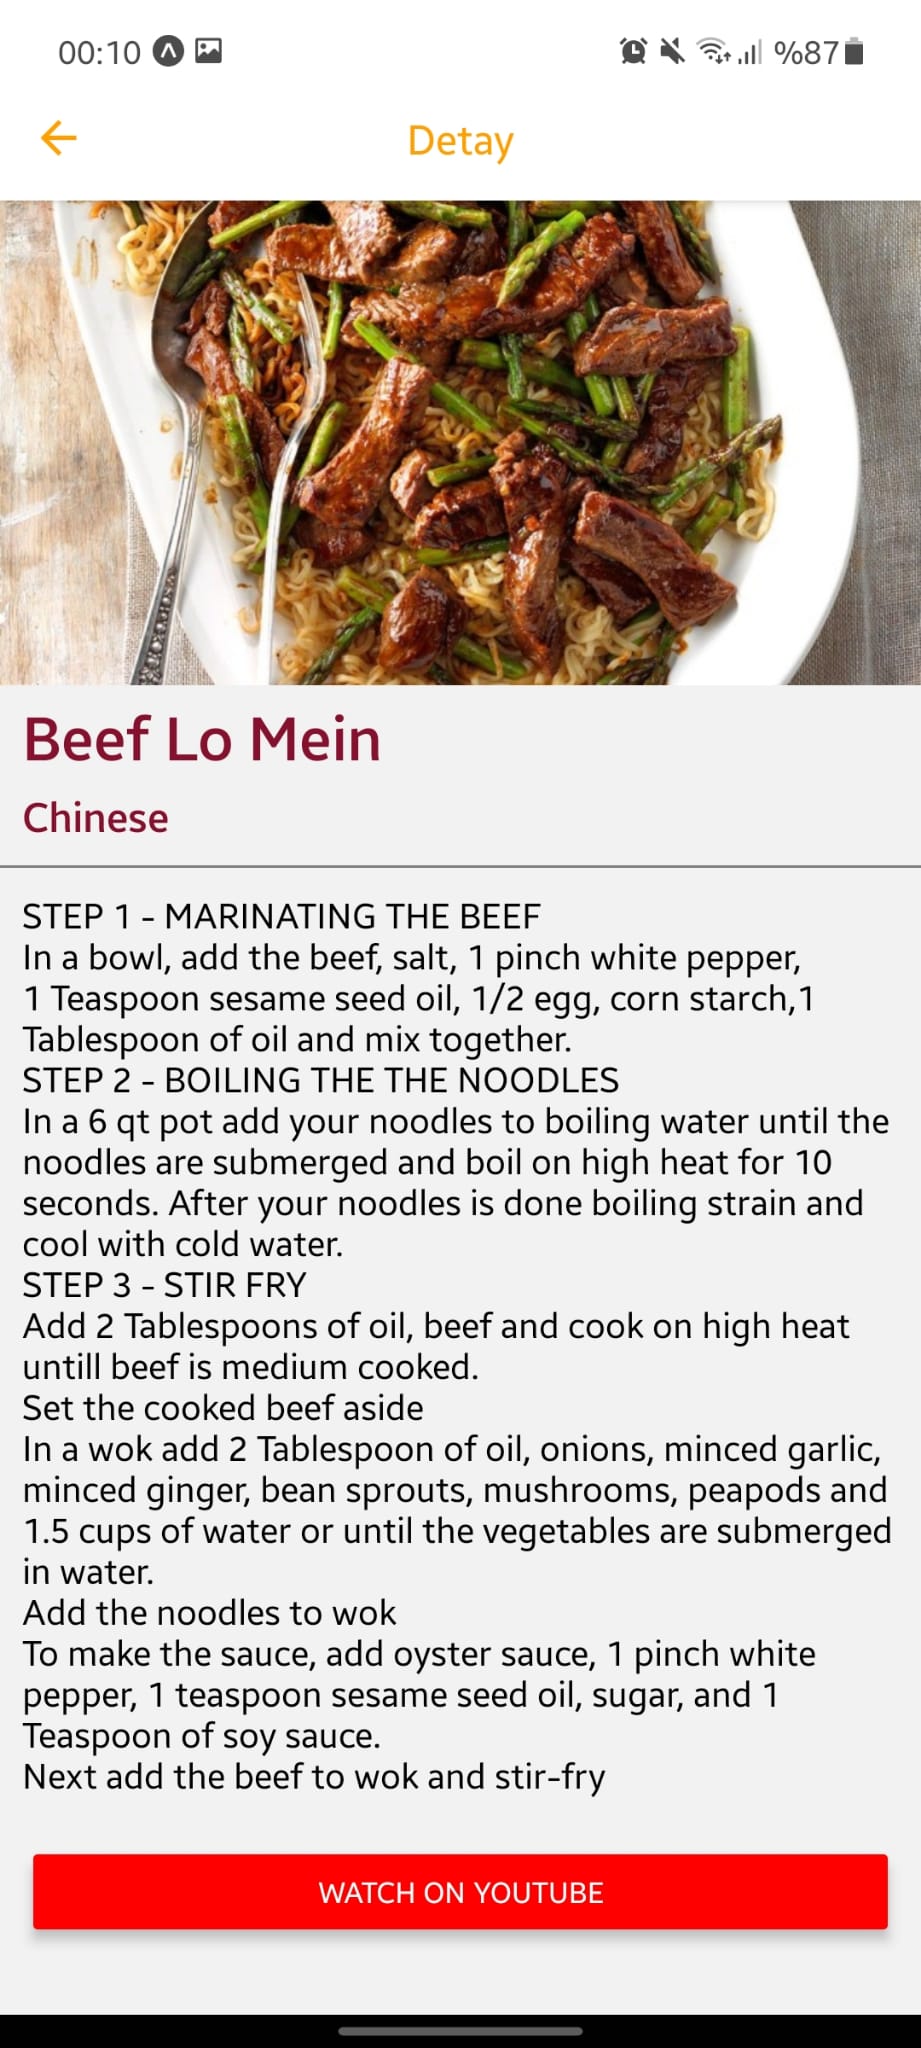 00:10 %87
Detay
Beef Lo Mein
Chinese
STEP 1 - MARINATING THE BEEF
In a bowl, add the beef, salt, 1 pinch white pepper,
1 Teaspoon sesame seed oil, 1/2 egg, corn starch,1
Tablespoon of oil and mix together.
STEP 2 - BOILING THE THE NOODLES
In a 6 qt pot add your noodles to boiling water until the
noodles are submerged and boil on high heat for 10
seconds. After your noodles is done boiling strain and
cool with cold water.
STEP 3 - STIR FRY
Add 2 Tablespoons of oil, beef and cook on high heat
untill beef is medium cooked.
Set the cooked beef aside
In a wok add 2 Tablespoon of oil, onions, minced garlic,
minced ginger, bean sprouts, mushrooms, peapods and
1.5 cups of water or until the vegetables are submerged
in water.
Add the noodles to wok
To make the sauce, add oyster sauce, 1 pinch white
pepper, 1 teaspoon sesame seed oil, sugar, and 1
Teaspoon of soy sauce.
Next add the beef to wok and stir-fry
WATCH ON YOUTUBE